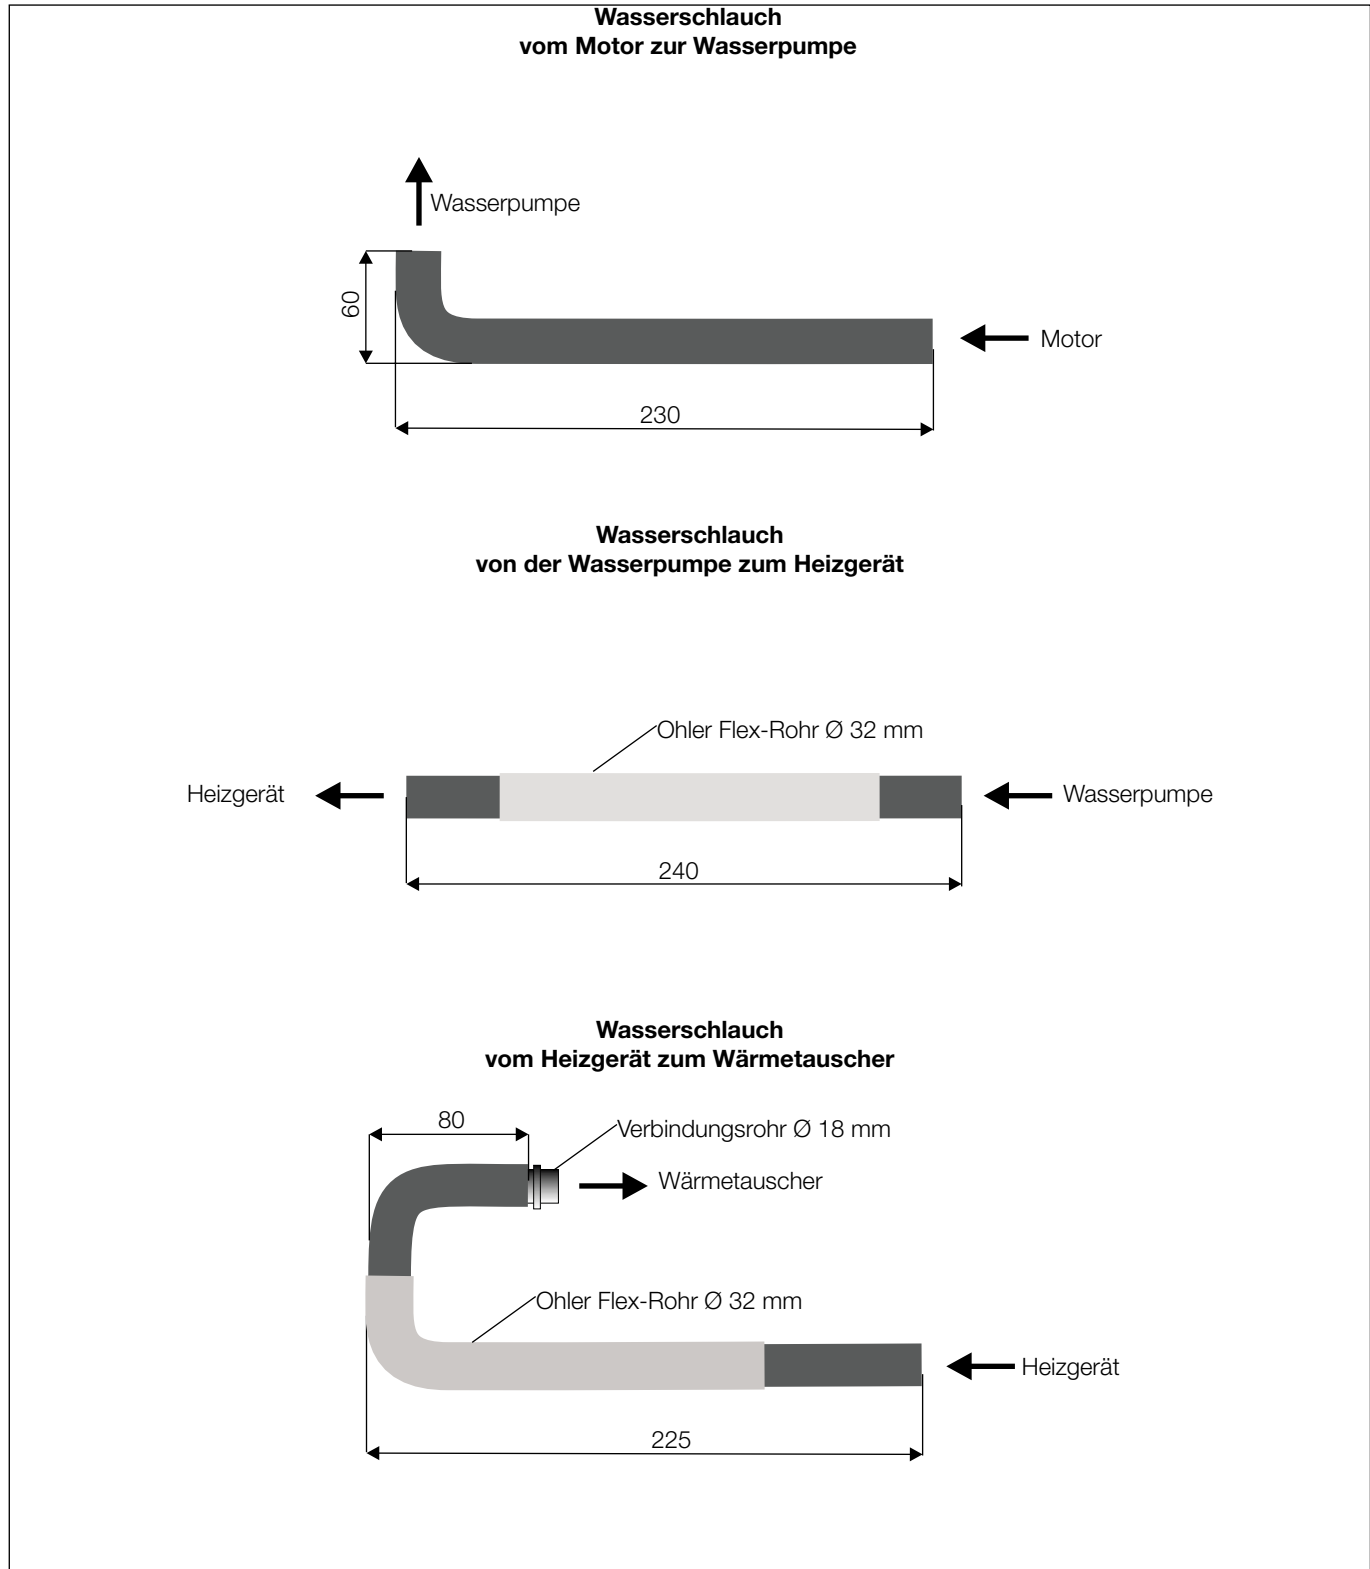 Wasserschlauch
vom Motor zur Wasserpumpe
Wasserpumpe
60
Motor
230
Wasserschlauch
von der Wasserpumpe zum Heizgerät
Ohler Flex-Rohr Ø 32 mm
Heizgerät
Wasserpumpe
240
Wasserschlauch
vom Heizgerät zum Wärmetauscher
80
Verbindungsrohr Ø 18 mm
Wärmetauscher
Ohler Flex-Rohr Ø 32 mm
Heizgerät
225